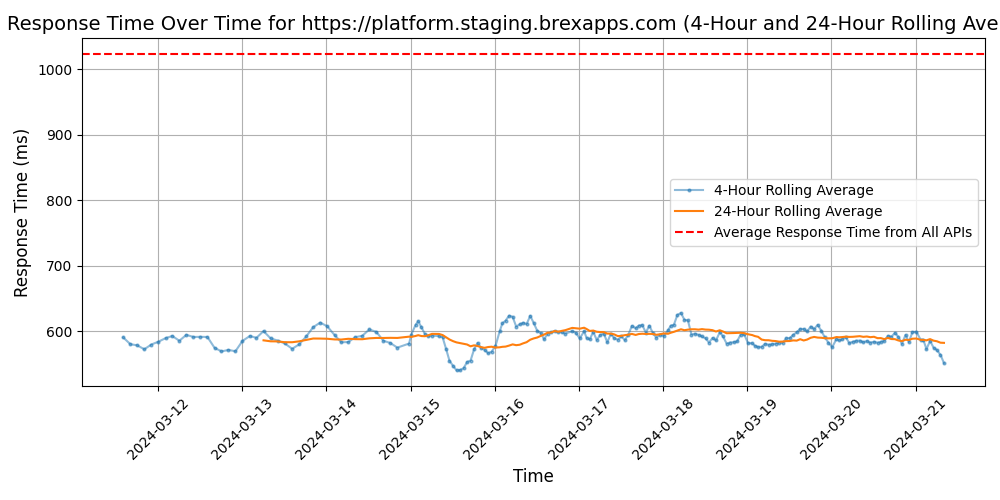 Response Time Over Time for https://platform.staging.brexapps.com (4-Hour and 24-Hour Rolling Ave
Response Time (ms)
1000
900
800
700
600
4-Hour Rolling Average
24-Hour Rolling Average
Average Response Time from All APIs
2024-03-12
2024-03-13
2024-03-14
2024-03-15
2024-03-16
2024-03-17
2024-03-18
2024-03-19
2024-03-20
2024-03-21
Time